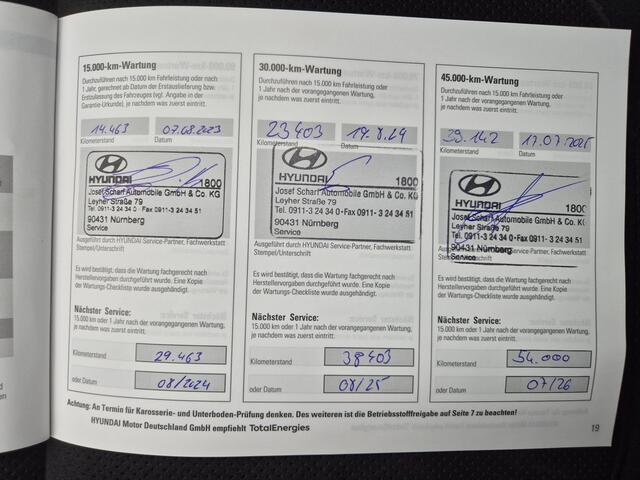 15.000-km-Wartung
Durchzuführen nach 15.000 km Fahrleistung oder nach
1 Jahr, gerechnet ab Datum der Erstauslieferung bzw.
Erstzulassung des Fahrzeuges (vgl. Angabe in der
Garantie-Urkunde), je nachdem was zuerst eintritt.
14.463 07.08.2023
Kilometerstand Datum
HYUNDAI 1800
Josef Scharf Automobile GmbH & Co. KG
Leyher Straße 79
Tel. 0911-3 24 34 0 - Fax 0911-3 24 34 51
90431 Nürnberg
Service
Ausgeführt durch HYUNDAI Service-Partner, Fachwerkstatt
Stempel/Unterschrift
Es wird bestätigt, dass die Wartung fachgerecht nach
Herstellervorgaben durchgeführt wurde. Eine Kopie
der Wartungs-Checkliste wurde ausgehändigt.
Nächster Service:
15.000 km oder 1 Jahr nach der vorangegangenen Wartung,
je nachdem was zuerst eintritt.
Kilometerstand 29.463
oder Datum 08/2024
30.000-km-Wartung
Durchzuführen nach 15.000 km Fahrleistung oder
1 Jahr nach der vorangegangenen Wartung,
je nachdem was zuerst eintritt.
23403 19.8.24
Kilometerstand Datum
HYUNDAI 1800
Josef Scharf Automobile GmbH & Co. KG
Leyher Straße 79
Tel. 0911-3 24 34 0 - Fax 0911-3 24 34 51
90431 Nürnberg
Service
Ausgeführt durch HYUNDAI Service-Partner, Fachwerkstatt
Stempel/Unterschrift
Es wird bestätigt, dass die Wartung fachgerecht nach
Herstellervorgaben durchgeführt wurde. Eine Kopie
der Wartungs-Checkliste wurde ausgehändigt.
Nächster Service:
15.000 km oder 1 Jahr nach der vorangegangenen Wartung,
je nachdem was zuerst eintritt.
Kilometerstand 38403
oder Datum 08/25
45.000-km-Wartung
Durchzuführen nach 15.000 km Fahrleistung oder
1 Jahr nach der vorangegangenen Wartung,
je nachdem was zuerst eintritt.
39.142 17.07.2025
Kilometerstand Datum
HYUNDAI 1800
Josef Scharf Automobile GmbH & Co. KG
Leyher Straße 79
Tel. 0911-3 24 34 0 - Fax 0911-3 24 34 51
90431 Nürnberg
Service
Es wird bestätigt, dass die Wartung fachgerecht nach
Herstellervorgaben durchgeführt wurde. Eine Kopie
der Wartungs-Checkliste wurde ausgehändigt.
Nächster Service:
15.000 km oder 1 Jahr nach der vorangegangenen Wartung,
je nachdem was zuerst eintritt.
Kilometerstand 54.000
oder Datum 07/26
Achtung: An Termin für Karosserie- und Unterboden-Prüfung denken. Des weiteren ist die Betriebsstofffreigabe auf Seite 7 zu beachten!
HYUNDAI Motor Deutschland GmbH empfiehlt TotalEnergies
19